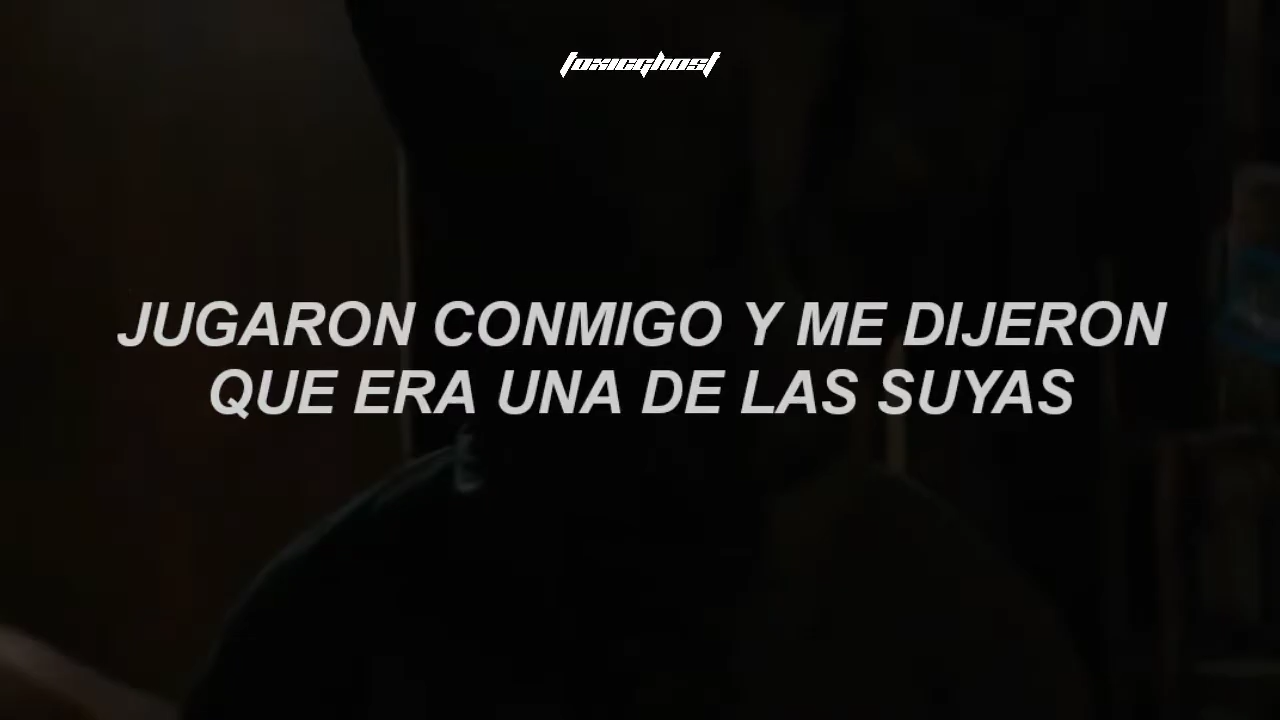 toxicghost
JUGARON CONMIGO Y ME DIJERON
QUE ERA UNA DE LAS SUYAS